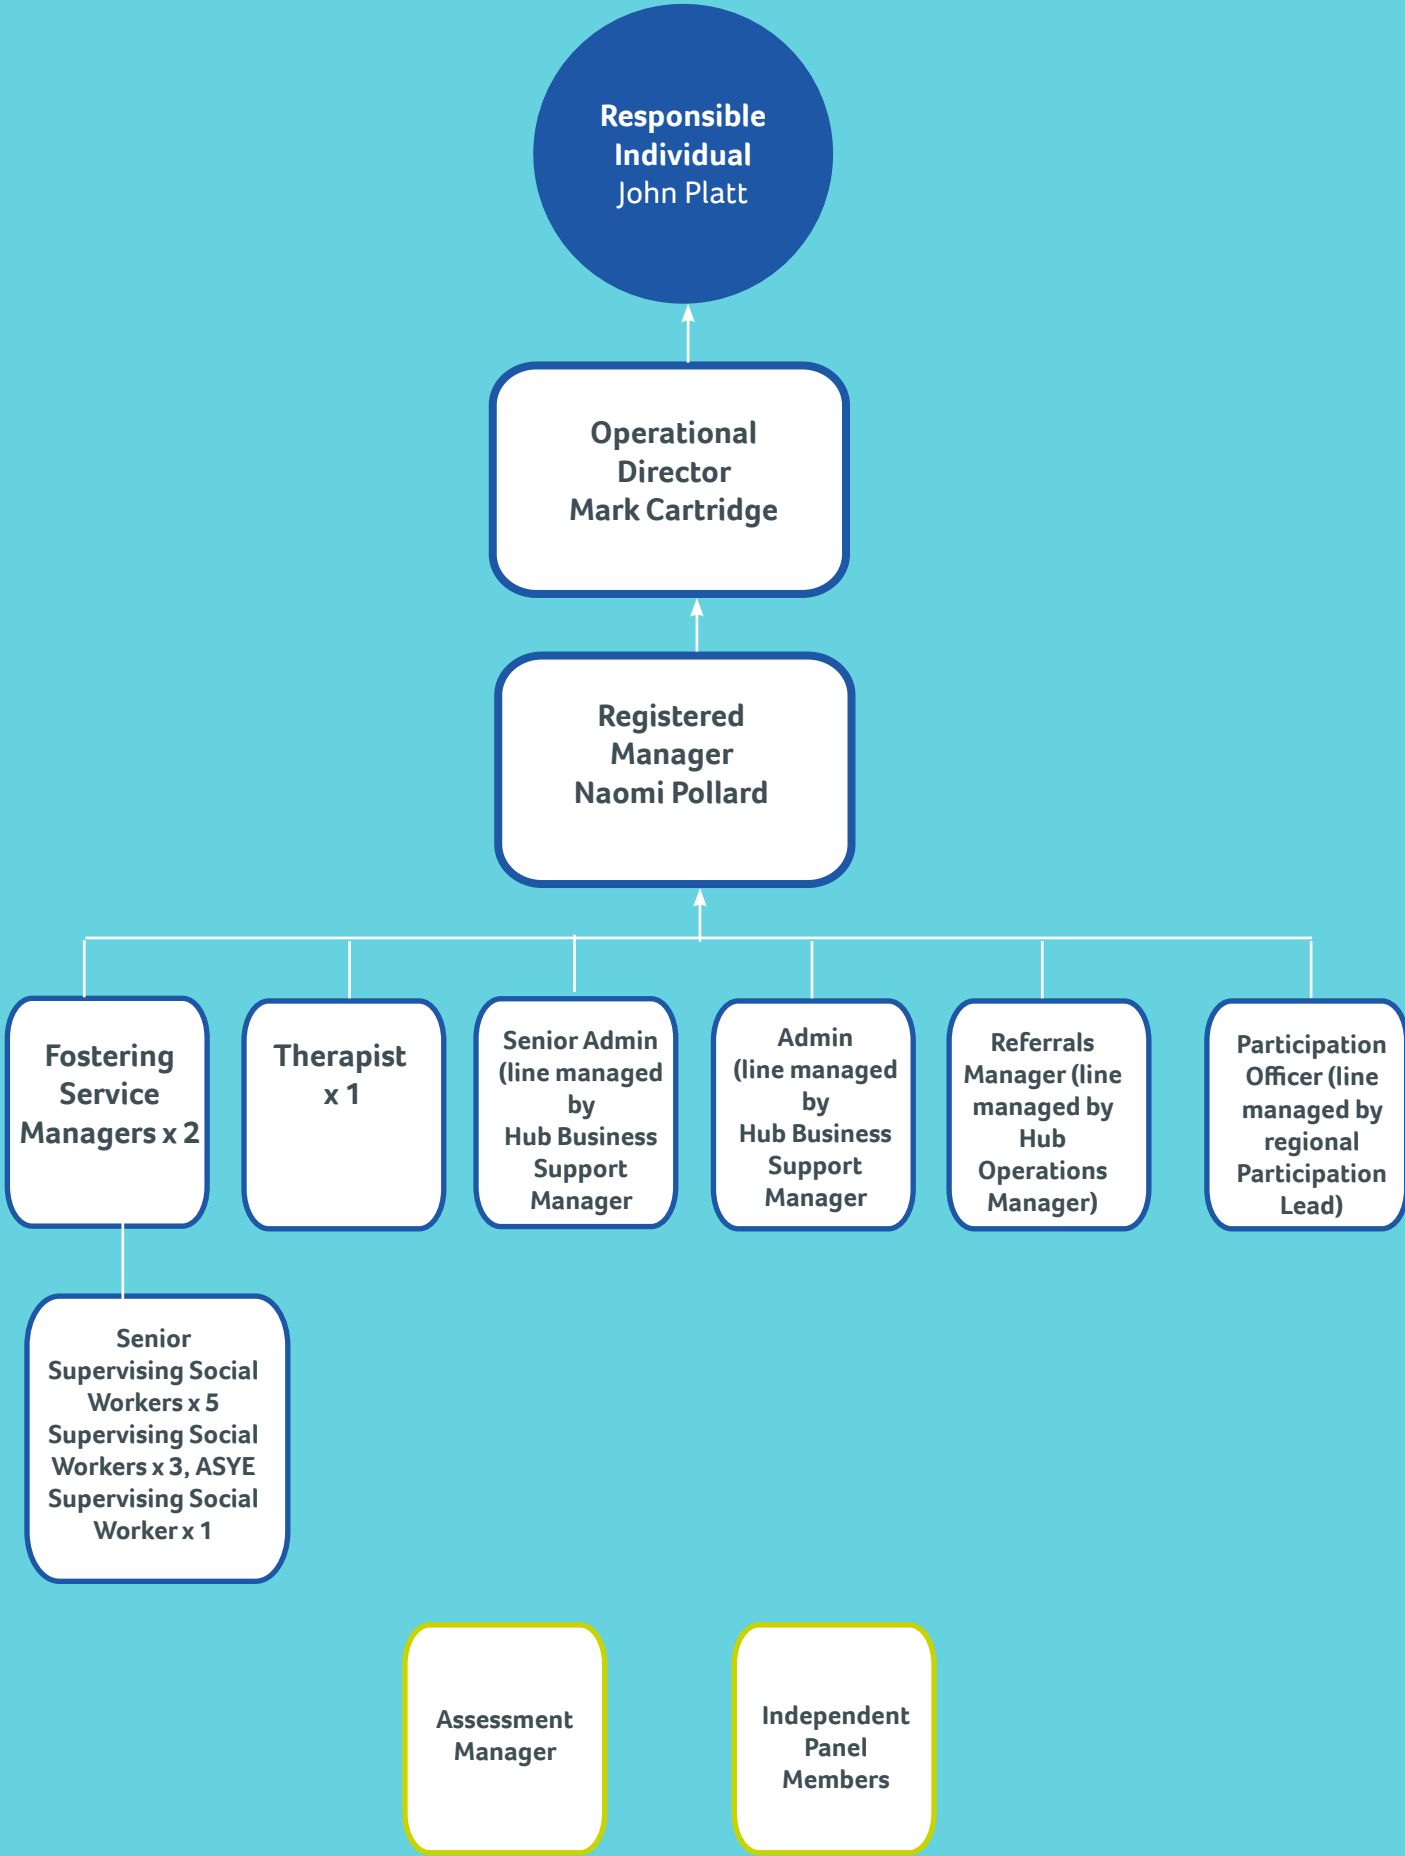 Responsible
Individual
John Platt
Operational
Director
Mark Cartridge
Registered
Manager
Naomi Pollard
Fostering
Service
Managers x 2
Therapist
x 1
Senior Admin
(line managed
by
Hub Business
Support
Manager
Admin
(line managed
by
Hub Business
Support
Manager
Referrals
Manager (line
managed by
Hub
Operations
Manager)
Participation
Officer (line
managed by
regional
Participation
Lead)
Senior
Supervising Social
Workers x 5
Supervising Social
Workers x 3, ASYE
Supervising Social
Worker x 1
Assessment
Manager
Independent
Panel
Members